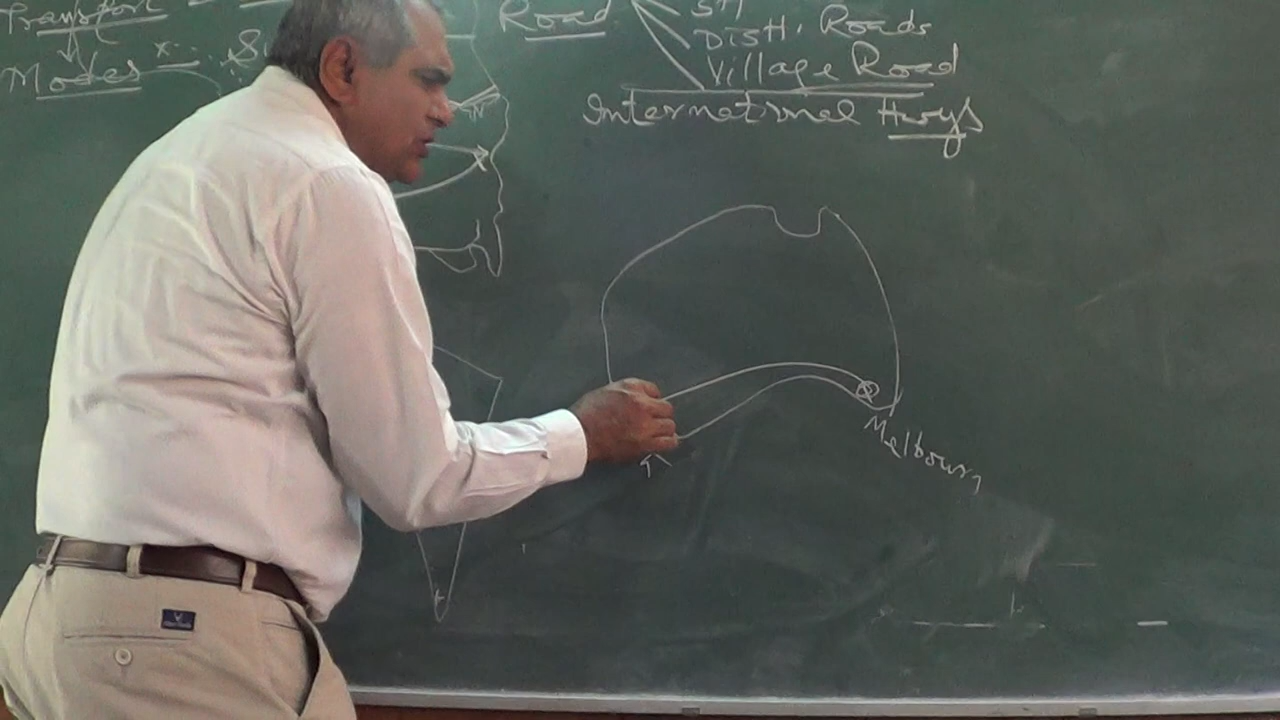 Transport
Modes
Road
SH
Distt. Roads
Village Road
International Hwys
Melbourn